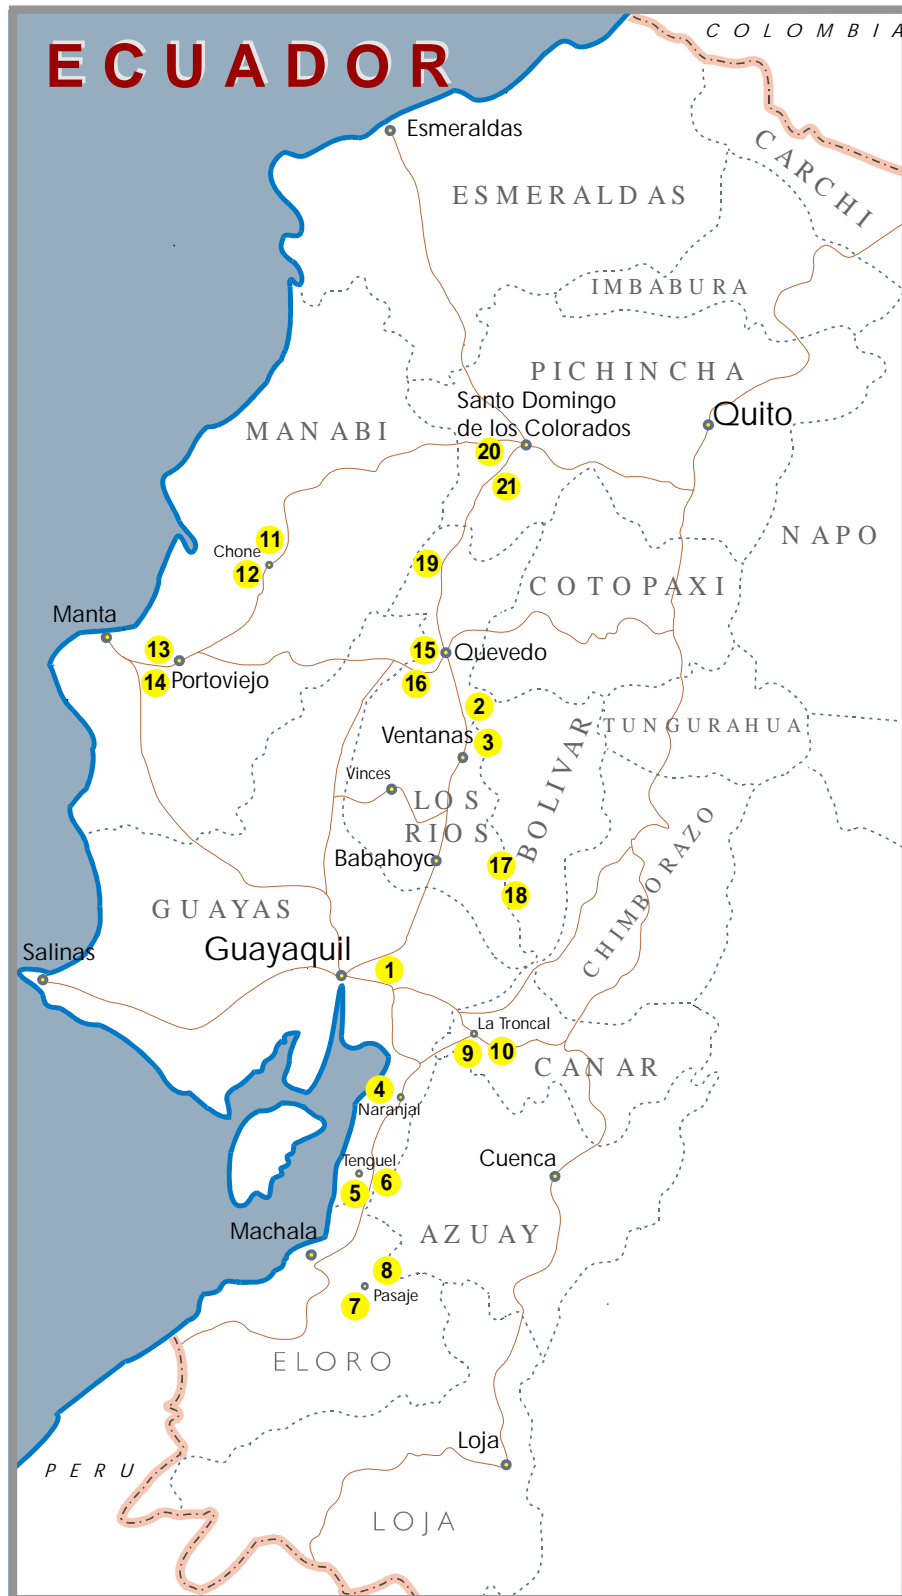 COLOMBIA
ECUADOR
Esmeraldas
CARCHI
ESMERALDAS
IMBABURA
PICHINCHA
Santo Domingo
de los Colorados
Quito
MANABI
20
21
11
Chone
12
NAPO
19
COTOPAXI
Manta
13
14
Portoviejo
15
Quevedo
16
2
3
Ventanas
TUNGURAHUA
BOLIVAR
Vinces
LOS
RIOS
Babahoyo
17
18
CHIMBORAZO
GUAYAS
Guayaquil
Salinas
1
La Troncal
9
10
CANAR
4
Naranjal
Tenguel
5
6
Cuenca
Machala
AZUAY
8
Pasaje
7
ELORO
Loja
PERU
LOJA